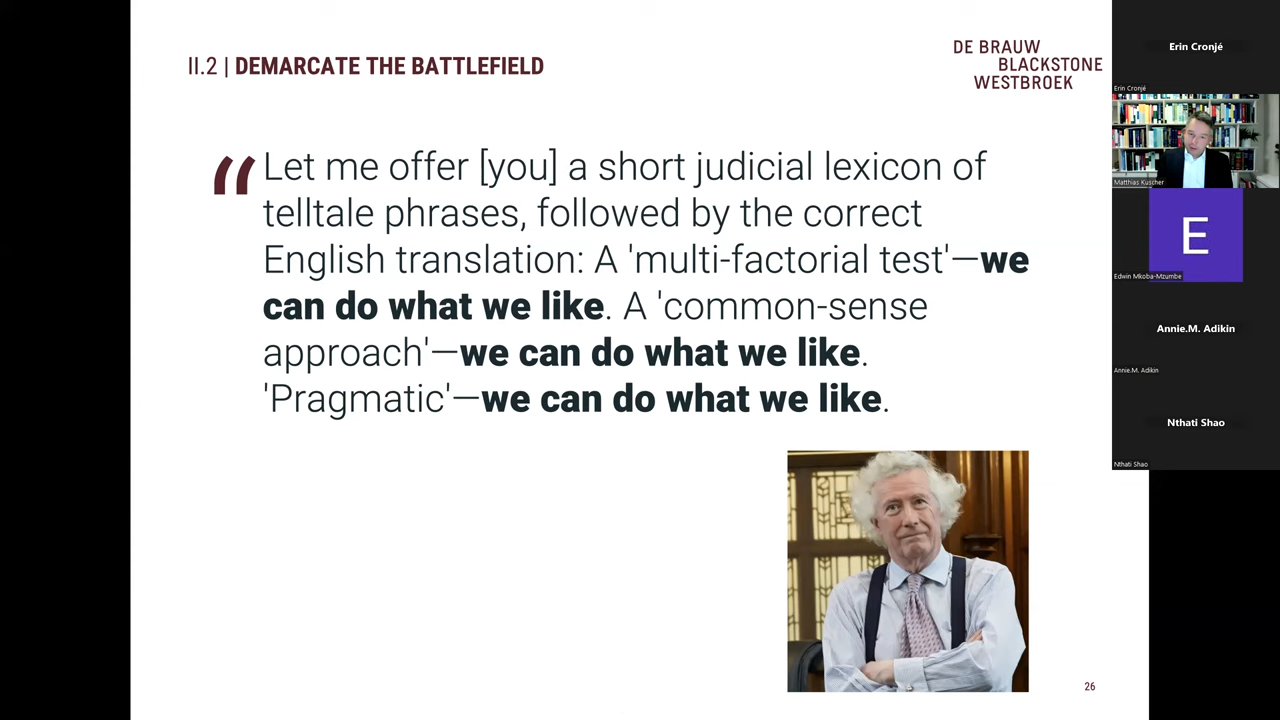 II.2 | DEMARCATE THE BATTLEFIELD
DE BRAUW
BLACKSTONE
WESTBROEK
“Let me offer [you] a short judicial lexicon of
telltale phrases, followed by the correct
English translation: A 'multi-factorial test'—we
can do what we like. A 'common-sense
approach'—we can do what we like.
'Pragmatic'—we can do what we like.
26
Erin Cronjé
Erin Cronjé
Matthias Kuscher
E
Edwin Mkoba-Mzumbe
Annie.M. Adikin
Annie.M. Adikin
Nthati Shao
Nthati Shao